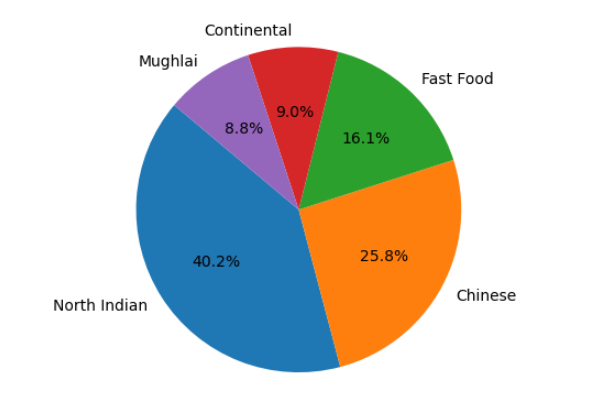 Continental
Mughlai
Fast Food
9.0%
8.8%
16.1%
40.2%
25.8%
North Indian
Chinese